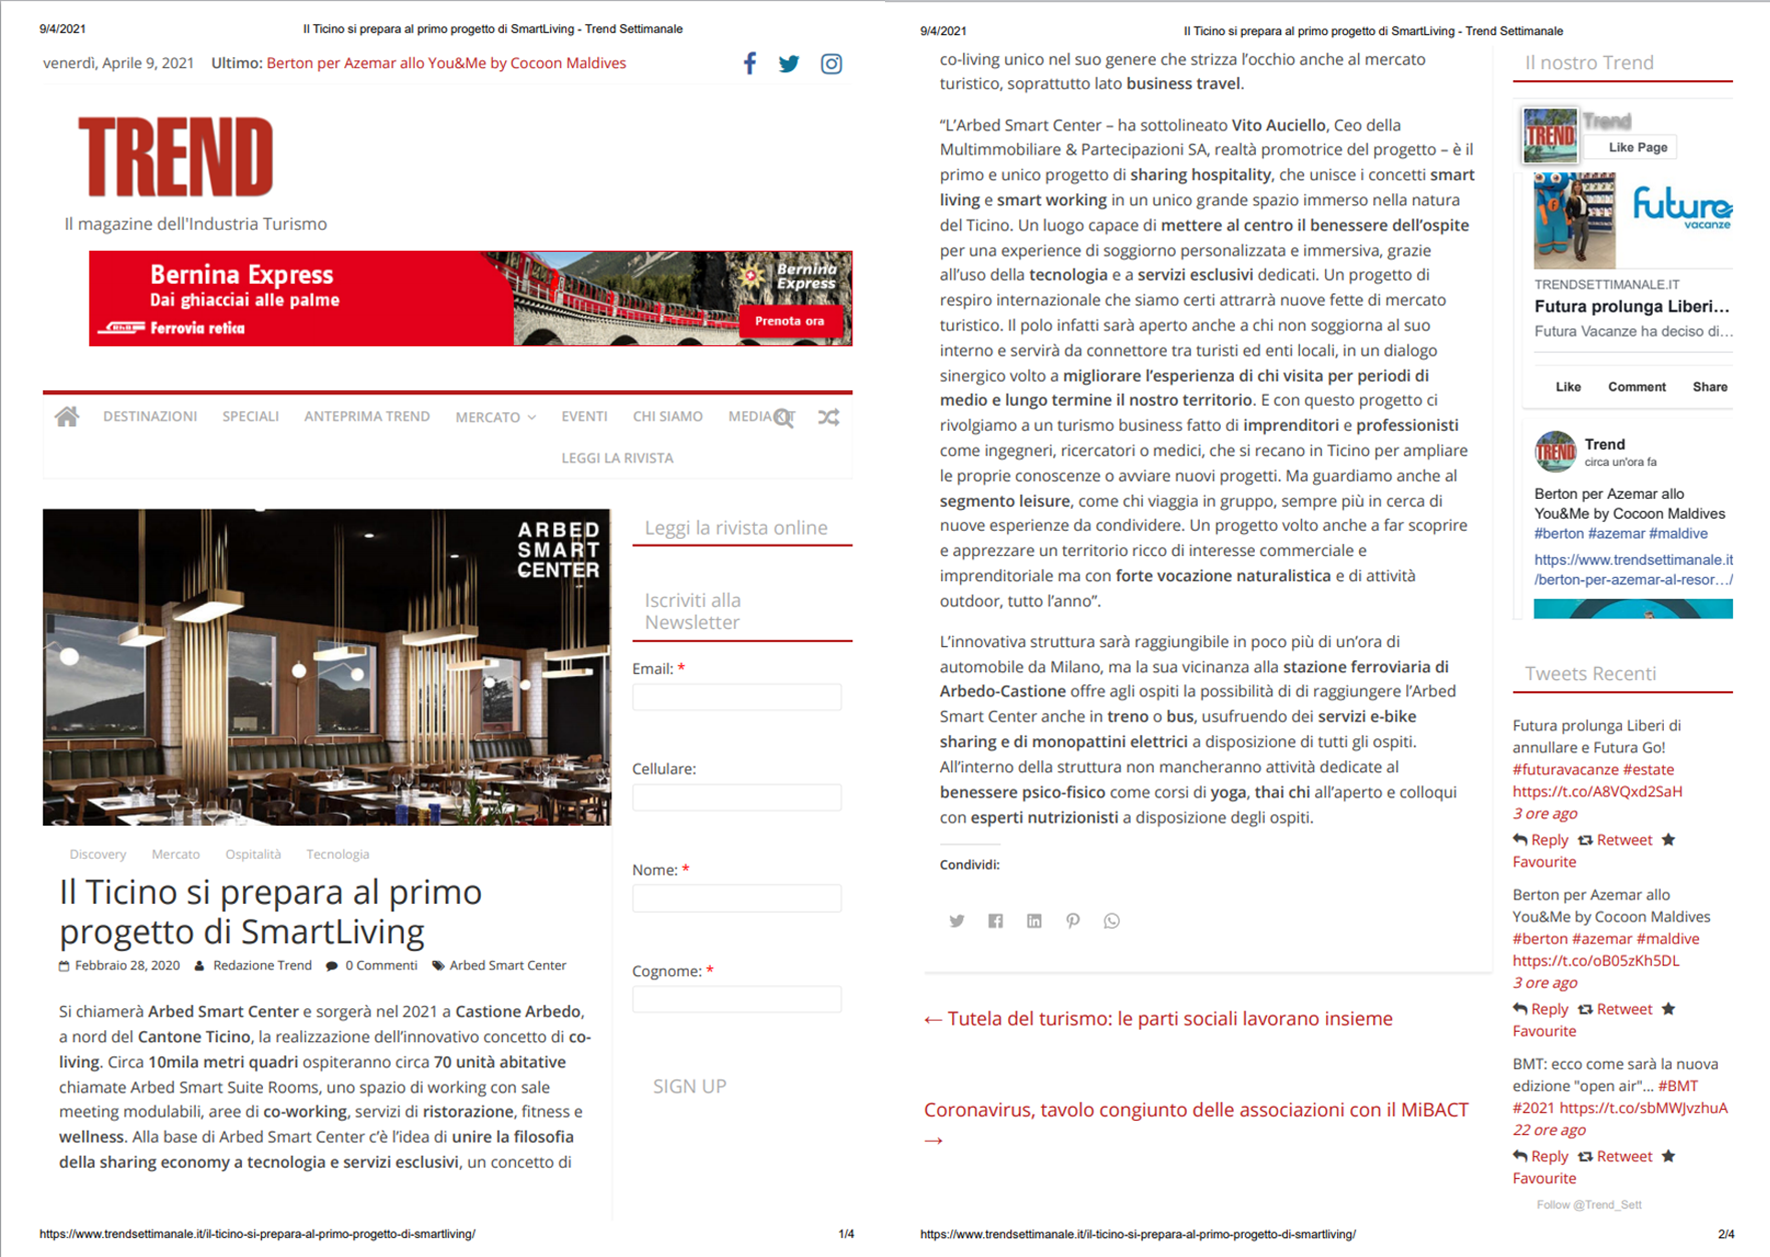 9/4/2021
Il Ticino si prepara al primo progetto di SmartLiving - Trend Settimanale
venerdì, Aprile 9, 2021
Ultimo: Berton per Azemar allo You&Me by Cocoon Maldives
TREND
Il magazine dell'Industria Turismo
Bernina Express
Dai ghiacciai alle palme
Ferrovia retica
Bernina
Express
Prenota ora
DESTINAZIONI
SPECIALI
ANTEPRIMA TREND
MERCATO
EVENTI
CHI SIAMO
MEDIA KIT
LEGGI LA RIVISTA
ARBED
SMART
CENTER
Discovery
Mercato
Ospitalità
Tecnologia
Il Ticino si prepara al primo
progetto di SmartLiving
Febbraio 28, 2020
Redazione Trend
0 Commenti
Arbed Smart Center
Si chiamerà Arbed Smart Center e sorgerà nel 2021 a Castione Arbedo,
a nord del Cantone Ticino, la realizzazione dell’innovativo concetto di co-
living. Circa 10mila metri quadri ospiteranno circa 70 unità abitative
chiamate Arbed Smart Suite Rooms, uno spazio di working con sale
meeting modulabili, aree di co-working, servizi di ristorazione, fitness e
wellness. Alla base di Arbed Smart Center c’è l’idea di unire la filosofia
della sharing economy a tecnologia e servizi esclusivi, un concetto di
Leggi la rivista online
Iscriviti alla
Newsletter
Email: *
Cellulare:
Nome: *
Cognome: *
SIGN UP
https://www.trendsettimanale.it/il-ticino-si-prepara-al-primo-progetto-di-smartliving/
1/4
9/4/2021
Il Ticino si prepara al primo progetto di SmartLiving - Trend Settimanale
co-living unico nel suo genere che strizza l’occhio anche al mercato
turistico, soprattutto lato business travel.
“L’Arbed Smart Center – ha sottolineato Vito Auciello, Ceo della
Multimmobiliare & Partecipazioni SA, realtà promotrice del progetto – è il
primo e unico progetto di sharing hospitality, che unisce i concetti smart
living e smart working in un unico grande spazio immerso nella natura
del Ticino. Un luogo capace di mettere al centro il benessere dell’ospite
per una experience di soggiorno personalizzata e immersiva, grazie
all’uso della tecnologia e a servizi esclusivi dedicati. Un progetto di
respiro internazionale che siamo certi attrarrà nuove fette di mercato
turistico. Il polo infatti sarà aperto anche a chi non soggiorna al suo
interno e servirà da connettore tra turisti ed enti locali, in un dialogo
sinergico volto a migliorare l’esperienza di chi visita per periodi di
medio e lungo termine il nostro territorio. E con questo progetto ci
rivolgiamo a un turismo business fatto di imprenditori e professionisti
come ingegneri, ricercatori o medici, che si recano in Ticino per ampliare
le proprie conoscenze o avviare nuovi progetti. Ma guardiamo anche al
segmento leisure, come chi viaggia in gruppo, sempre più in cerca di
nuove esperienze da condividere. Un progetto volto anche a far scoprire
e apprezzare un territorio ricco di interesse commerciale e
imprenditoriale ma con forte vocazione naturalistica e di attività
outdoor, tutto l’anno”.
L’innovativa struttura sarà raggiungibile in poco più di un’ora di
automobile da Milano, ma la sua vicinanza alla stazione ferroviaria di
Arbedo-Castione offre agli ospiti la possibilità di di raggiungere l’Arbed
Smart Center anche in treno o bus, usufruendo dei servizi e-bike
sharing e di monopattini elettrici a disposizione di tutti gli ospiti.
All’interno della struttura non mancheranno attività dedicate al
benessere psico-fisico come corsi di yoga, thai chi all’aperto e colloqui
con esperti nutrizionisti a disposizione degli ospiti.
Condividi:
← Tutela del turismo: le parti sociali lavorano insieme
Coronavirus, tavolo congiunto delle associazioni con il MiBACT
→
Il nostro Trend
TREND
Trend
Like Page
future
vacanze
TRENDSETTIMANALE.IT
Futura prolunga Liberi…
Futura Vacanze ha deciso di…
Like
Comment
Share
TREND
Trend
circa un'ora fa
Berton per Azemar allo
You&Me by Cocoon Maldives
#berton #azemar #maldive
https://www.trendsettimanale.it
/berton-per-azemar-al-resor…/
Tweets Recenti
Futura prolunga Liberi di
annullare e Futura Go!
#futuravacanze #estate
https://t.co/A8VQxd2SaH
3 ore ago
Reply Retweet
Favourite
Berton per Azemar allo
You&Me by Cocoon Maldives
#berton #azemar #maldive
https://t.co/oB05zKh5DL
3 ore ago
Reply Retweet
Favourite
BMT: ecco come sarà la nuova
edizione "open air"... #BMT
#2021 https://t.co/sbMWJvzhuA
22 ore ago
Reply Retweet
Favourite
Follow @Trend_Sett
https://www.trendsettimanale.it/il-ticino-si-prepara-al-primo-progetto-di-smartliving/
2/4